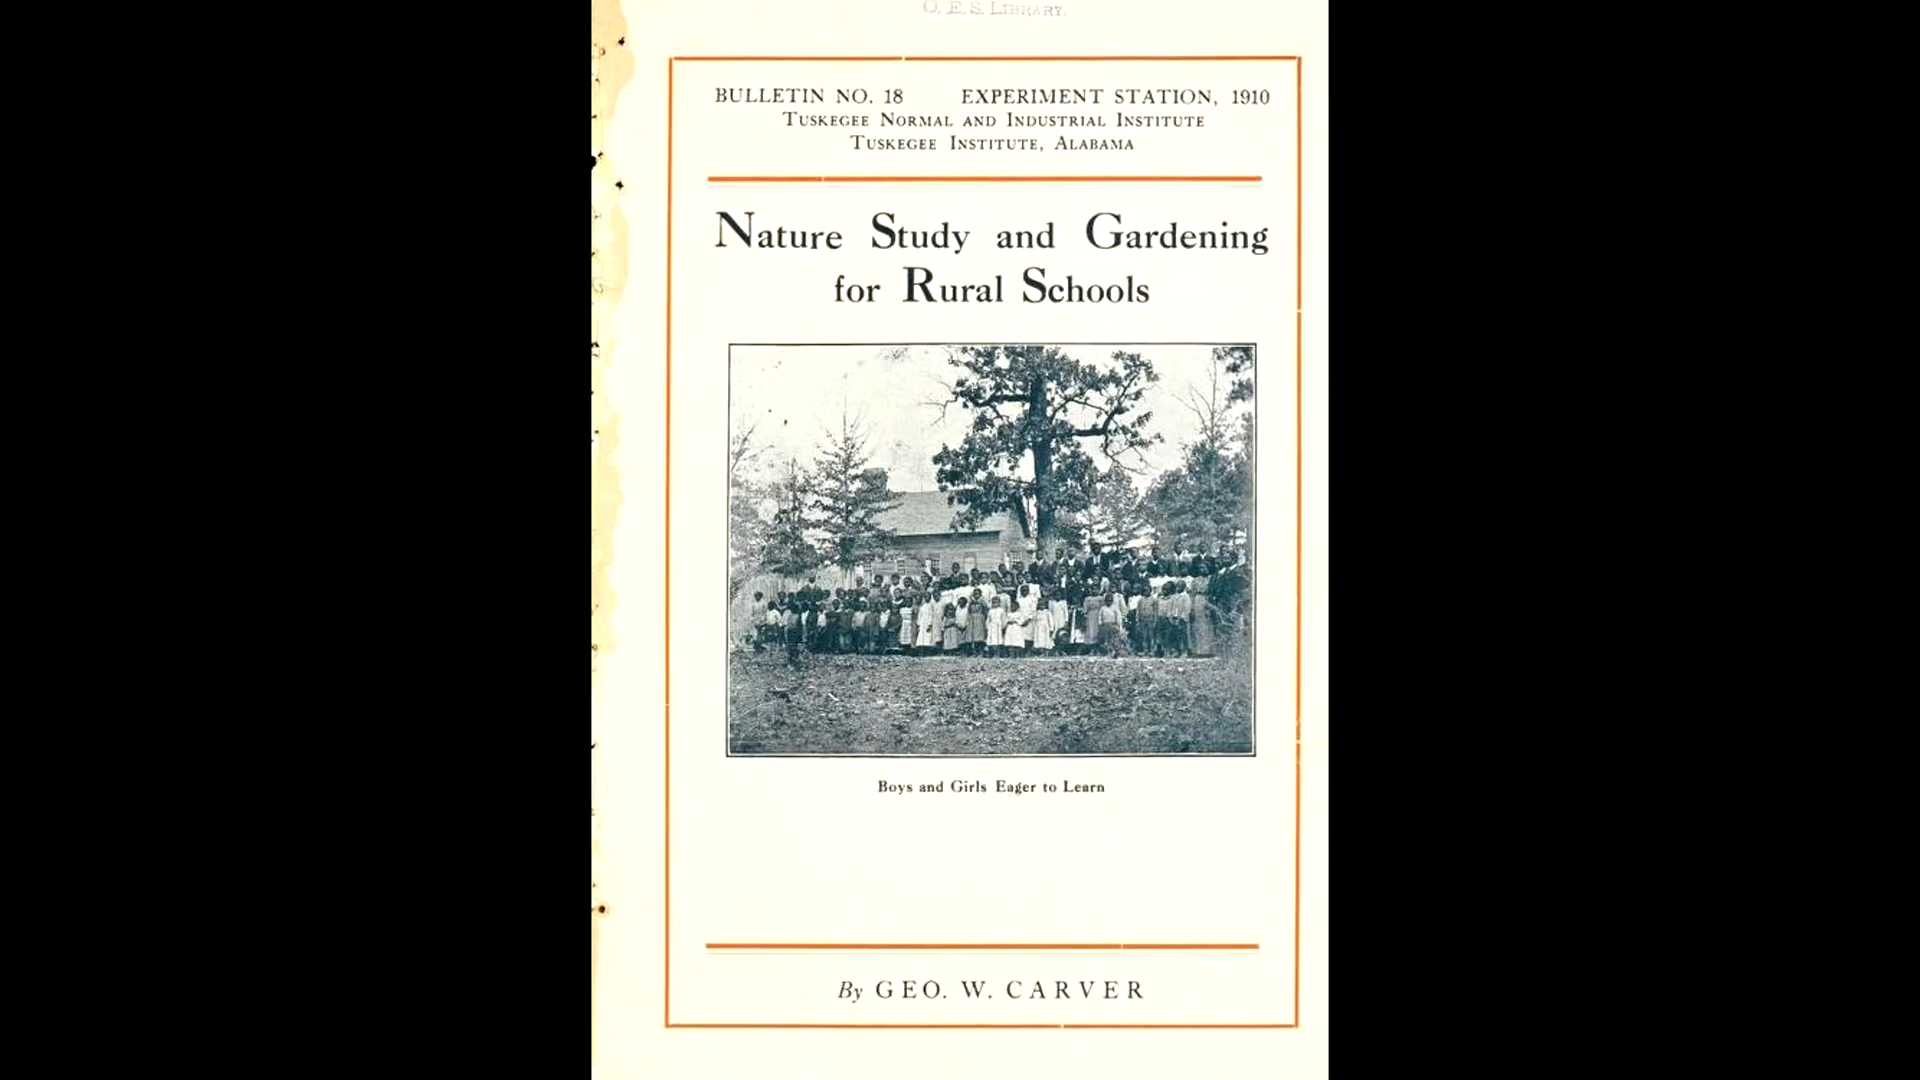 O. E. S. LIBRARY.
BULLETIN NO. 18 EXPERIMENT STATION, 1910
TUSKEGEE NORMAL AND INDUSTRIAL INSTITUTE
TUSKEGEE INSTITUTE, ALABAMA
Nature Study and Gardening
for Rural Schools
Boys and Girls Eager to Learn
By GEO. W. CARVER